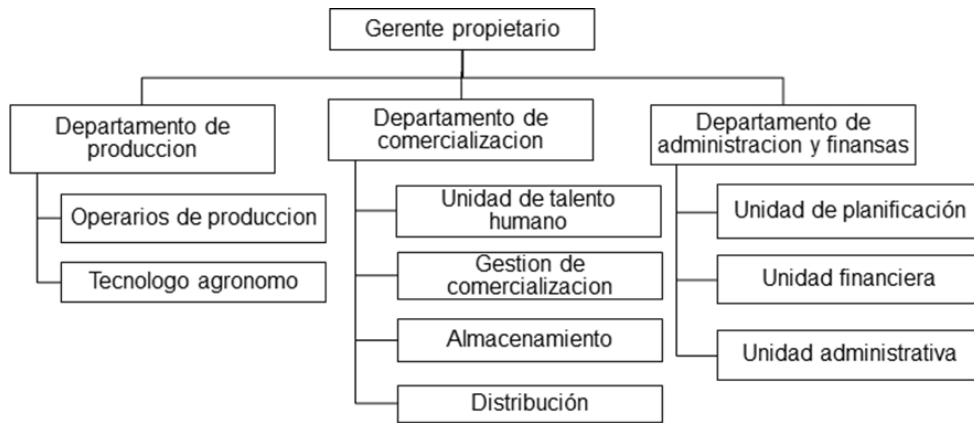 Gerente propietario
Departamento de
produccion
Operarios de produccion
Tecnologo agronomo
Departamento de
comercializacion
Unidad de talento
humano
Gestion de
comercializacion
Almacenamiento
Distribución
Departamento de
administracion y finansas
Unidad de planificación
Unidad financiera
Unidad administrativa